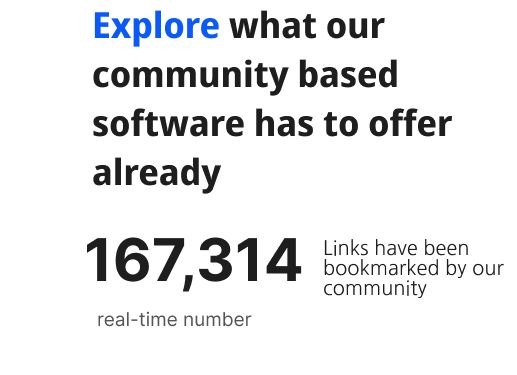 Explore what our
community based
software has to offer
already
167,314
Links have been
bookmarked by our
community
real-time number